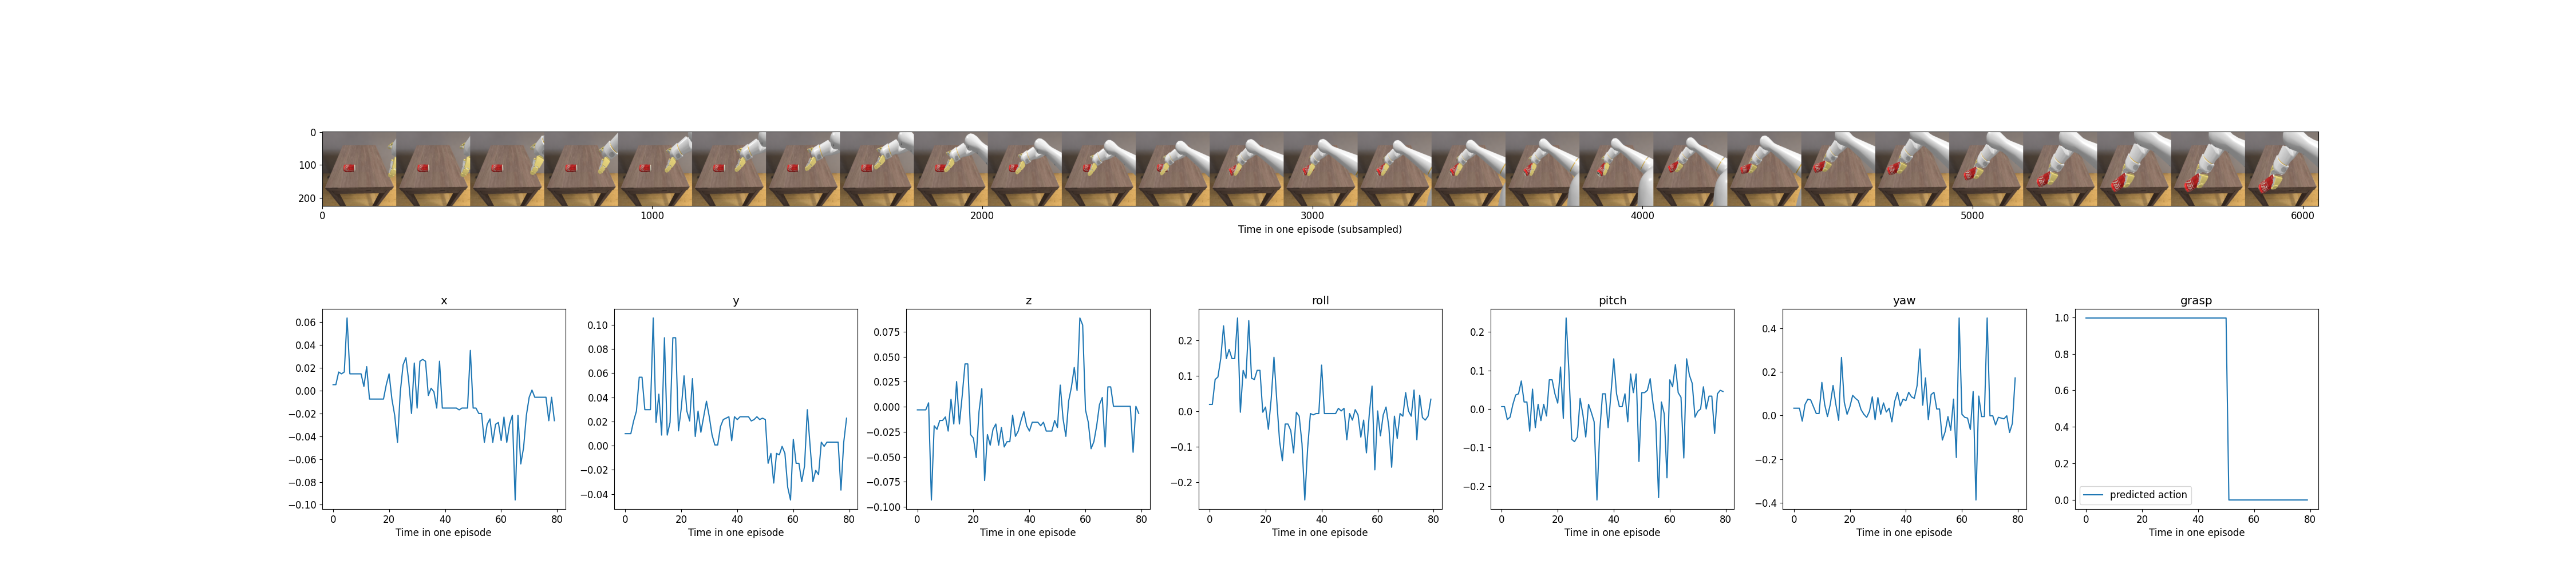 0
100
200
0 1000 2000 3000 4000 5000 6000
Time in one episode (subsampled)
x y z roll pitch yaw grasp
0.06
0.04
0.02
0.00
−0.02
−0.04
−0.06
−0.08
−0.10
0 20 40 60 80
Time in one episode
0.10
0.08
0.06
0.04
0.02
0.00
−0.02
−0.04
0 20 40 60 80
Time in one episode
0.075
0.050
0.025
0.000
−0.025
−0.050
−0.075
−0.100
0 20 40 60 80
Time in one episode
0.2
0.1
0.0
−0.1
−0.2
0 20 40 60 80
Time in one episode
0.2
0.1
0.0
−0.1
−0.2
0 20 40 60 80
Time in one episode
0.4
0.2
0.0
−0.2
−0.4
0 20 40 60 80
Time in one episode
1.0
0.8
0.6
0.4
0.2
0.0
predicted action
0 20 40 60 80
Time in one episode